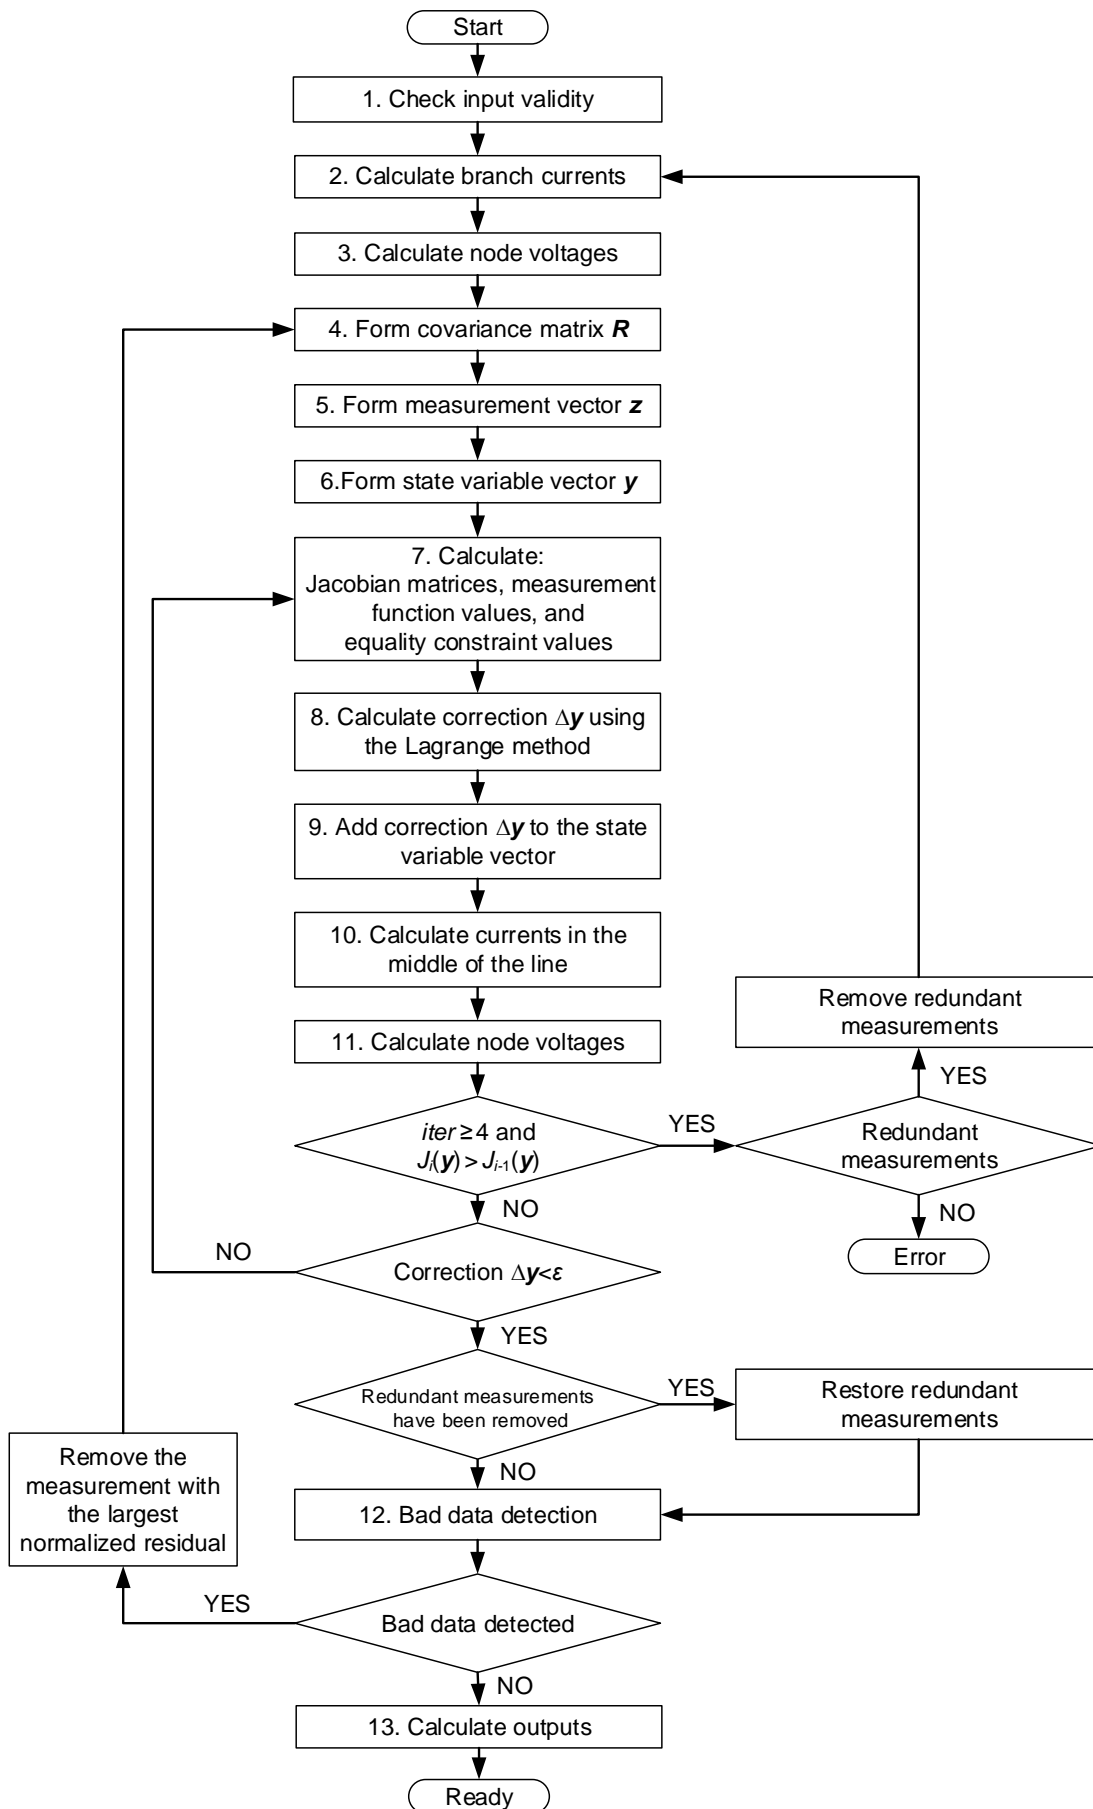 Start
1. Check input validity
2. Calculate branch currents
3. Calculate node voltages
4. Form covariance matrix R
5. Form measurement vector z
6.Form state variable vector y
7. Calculate:
Jacobian matrices, measurement
function values, and
equality constraint values
8. Calculate correction Δy using
the Lagrange method
9. Add correction Δy to the state
variable vector
10. Calculate currents in the
middle of the line
11. Calculate node voltages
Remove redundant
measurements
YES
iter ≥ 4 and
Ji(y) > Ji-1(y)
YES
Redundant
measurements
NO
NO
Error
NO
Correction Δy<ε
YES
Redundant measurements
have been removed
YES
Restore redundant
measurements
NO
Remove the
measurement with
the largest
normalized residual
12. Bad data detection
YES
Bad data detected
NO
13. Calculate outputs
Ready